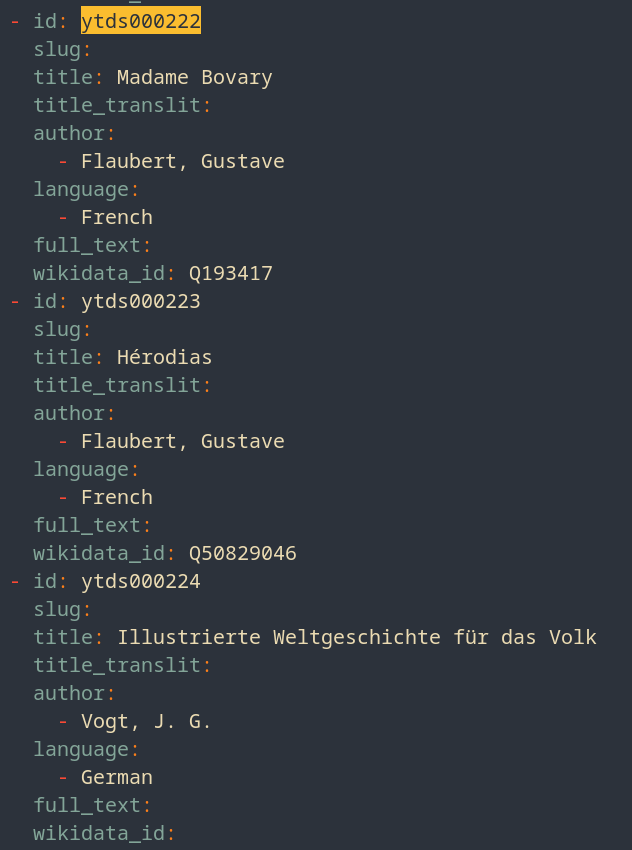 - id: ytds000222
  slug:
  title: Madame Bovary
  title_translit:
  author:
    - Flaubert, Gustave
  language:
    - French
  full_text:
  wikidata_id: Q193417
- id: ytds000223
  slug:
  title: Hérodias
  title_translit:
  author:
    - Flaubert, Gustave
  language:
    - French
  full_text:
  wikidata_id: Q50829046
- id: ytds000224
  slug:
  title: Illustrierte Weltgeschichte für das Volk
  title_translit:
  author:
    - Vogt, J. G.
  language:
    - German
  full_text:
  wikidata_id: